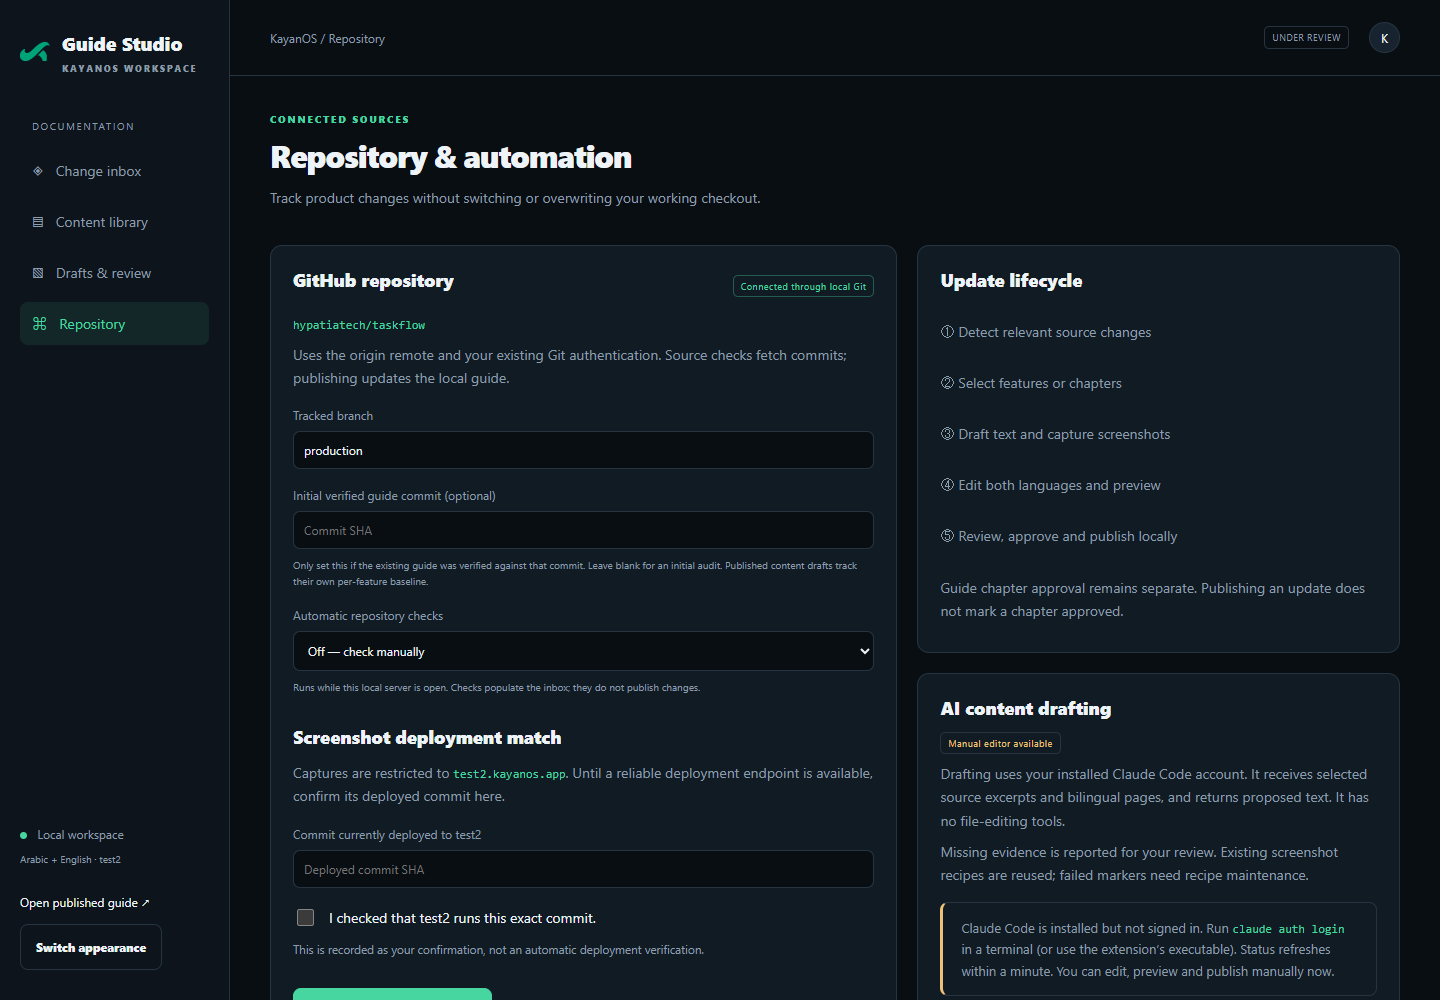 Guide Studio
KAYANOS WORKSPACE
DOCUMENTATION
Change inbox
Content library
Drafts & review
⌘ Repository
Local workspace
Arabic + English · test2
Open published guide ↗
Switch appearance
KayanOS / Repository
UNDER REVIEW
K
CONNECTED SOURCES
Repository & automation
Track product changes without switching or overwriting your working checkout.
GitHub repository
Connected through local Git
hypatiatech/taskflow
Uses the origin remote and your existing Git authentication. Source checks fetch commits;
publishing updates the local guide.
Tracked branch
production
Initial verified guide commit (optional)
Commit SHA
Only set this if the existing guide was verified against that commit. Leave blank for an initial audit. Published content drafts track
their own per-feature baseline.
Automatic repository checks
Off — check manually
Runs while this local server is open. Checks populate the inbox; they do not publish changes.
Screenshot deployment match
Captures are restricted to test2.kayanos.app. Until a reliable deployment endpoint is available,
confirm its deployed commit here.
Commit currently deployed to test2
Deployed commit SHA
I checked that test2 runs this exact commit.
This is recorded as your confirmation, not an automatic deployment verification.
Update lifecycle
① Detect relevant source changes
② Select features or chapters
③ Draft text and capture screenshots
④ Edit both languages and preview
⑤ Review, approve and publish locally
Guide chapter approval remains separate. Publishing an update does
not mark a chapter approved.
AI content drafting
Manual editor available
Drafting uses your installed Claude Code account. It receives selected
source excerpts and bilingual pages, and returns proposed text. It has
no file-editing tools.
Missing evidence is reported for your review. Existing screenshot
recipes are reused; failed markers need recipe maintenance.
Claude Code is installed but not signed in. Run claude auth login
in a terminal (or use the extension's executable). Status refreshes
within a minute. You can edit, preview and publish manually now.